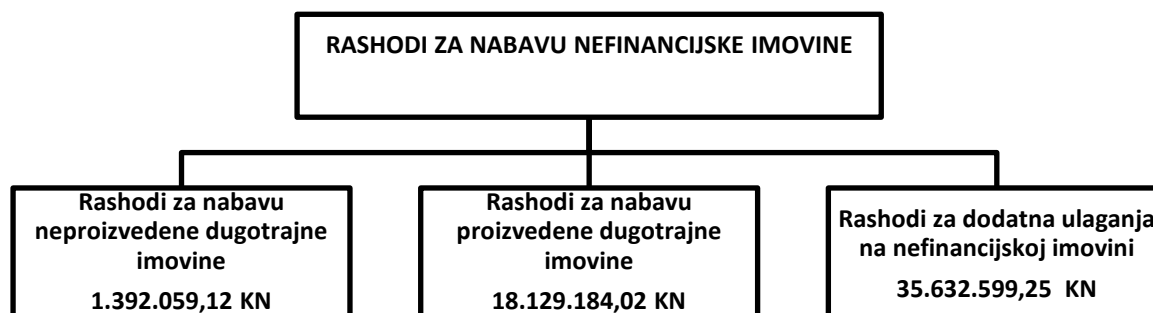 RASHODI ZA NABAVU NEFINANCIJSKE IMOVINE
Rashodi za nabavu
neproizvedene dugotrajne
imovine
1.392.059,12 KN
Rashodi za nabavu
proizvedene dugotrajne
imovine
18.129.184,02 KN
Rashodi za dodatna ulaganja
na nefinancijskoj imovini
35.632.599,25 KN